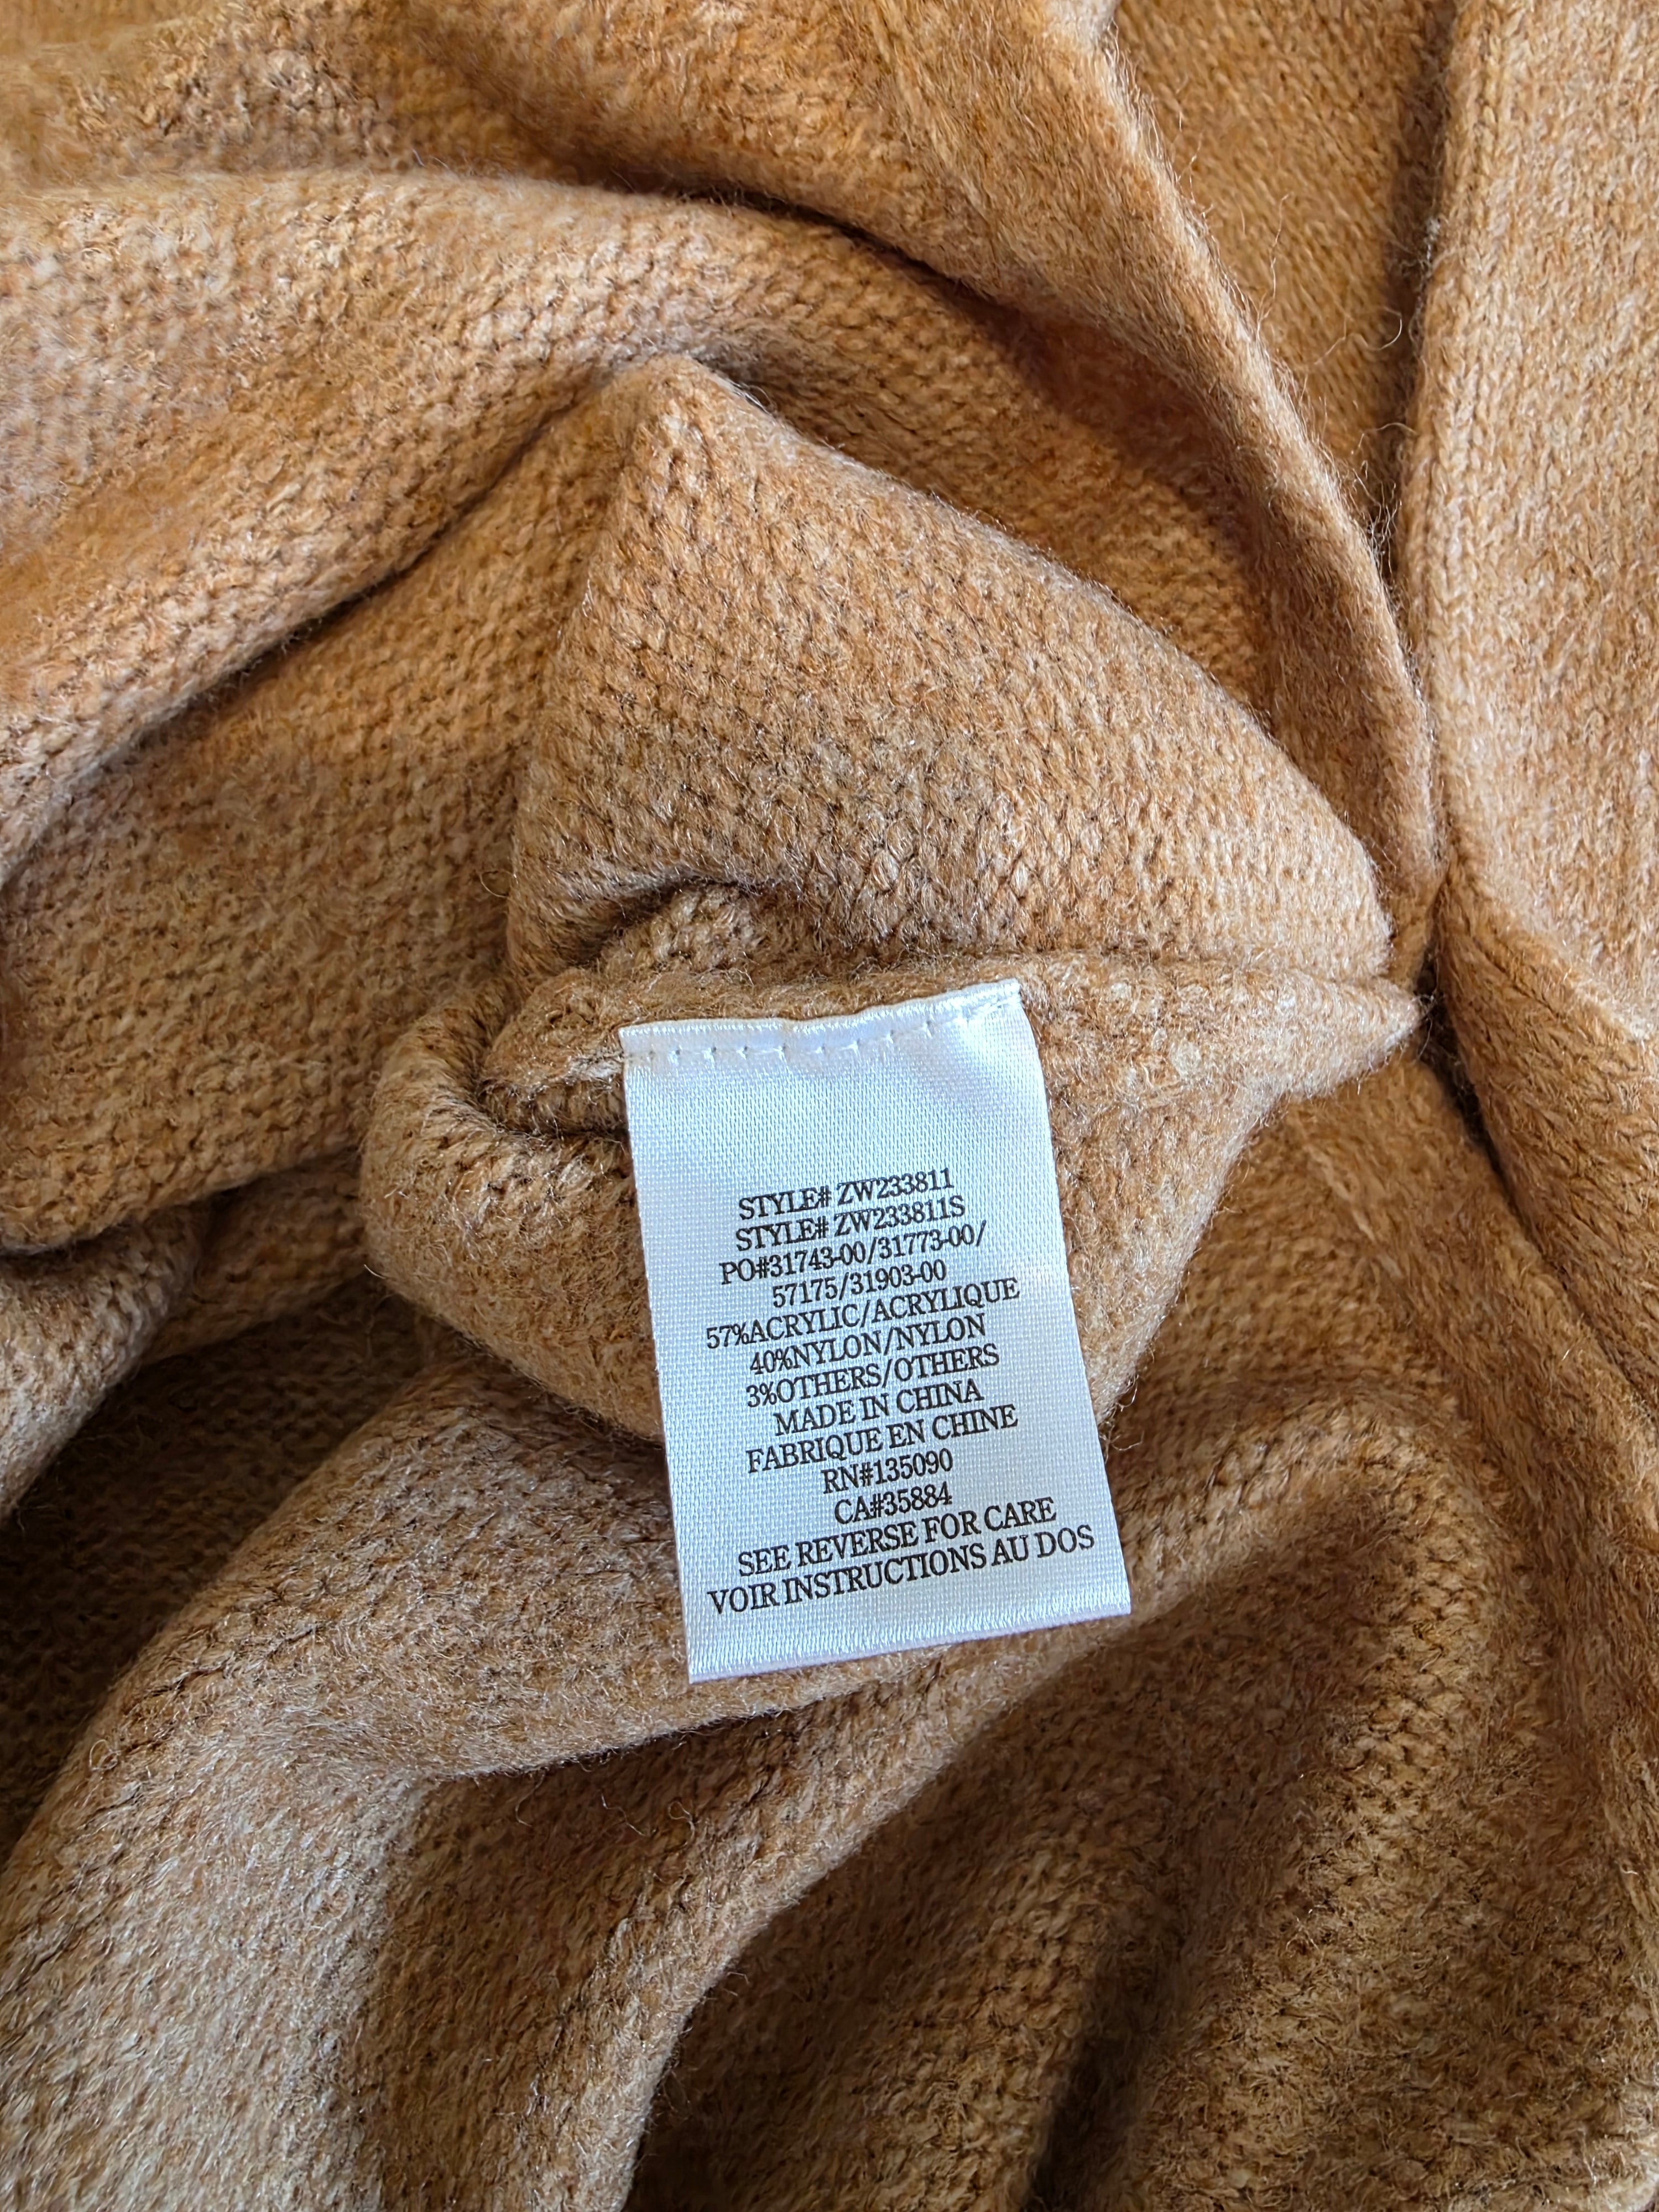 STYLE# ZW233811
STYLE# ZW233811S
PO#31743-00/31773-00/
57175/31903-00
57%ACRYLIC/ACRYLIQUE
40%NYLON/NYLON
3%OTHERS/OTHERS
MADE IN CHINA
FABRIQUE EN CHINE
RN#135090
CA#35884
SEE REVERSE FOR CARE
VOIR INSTRUCTIONS AU DOS